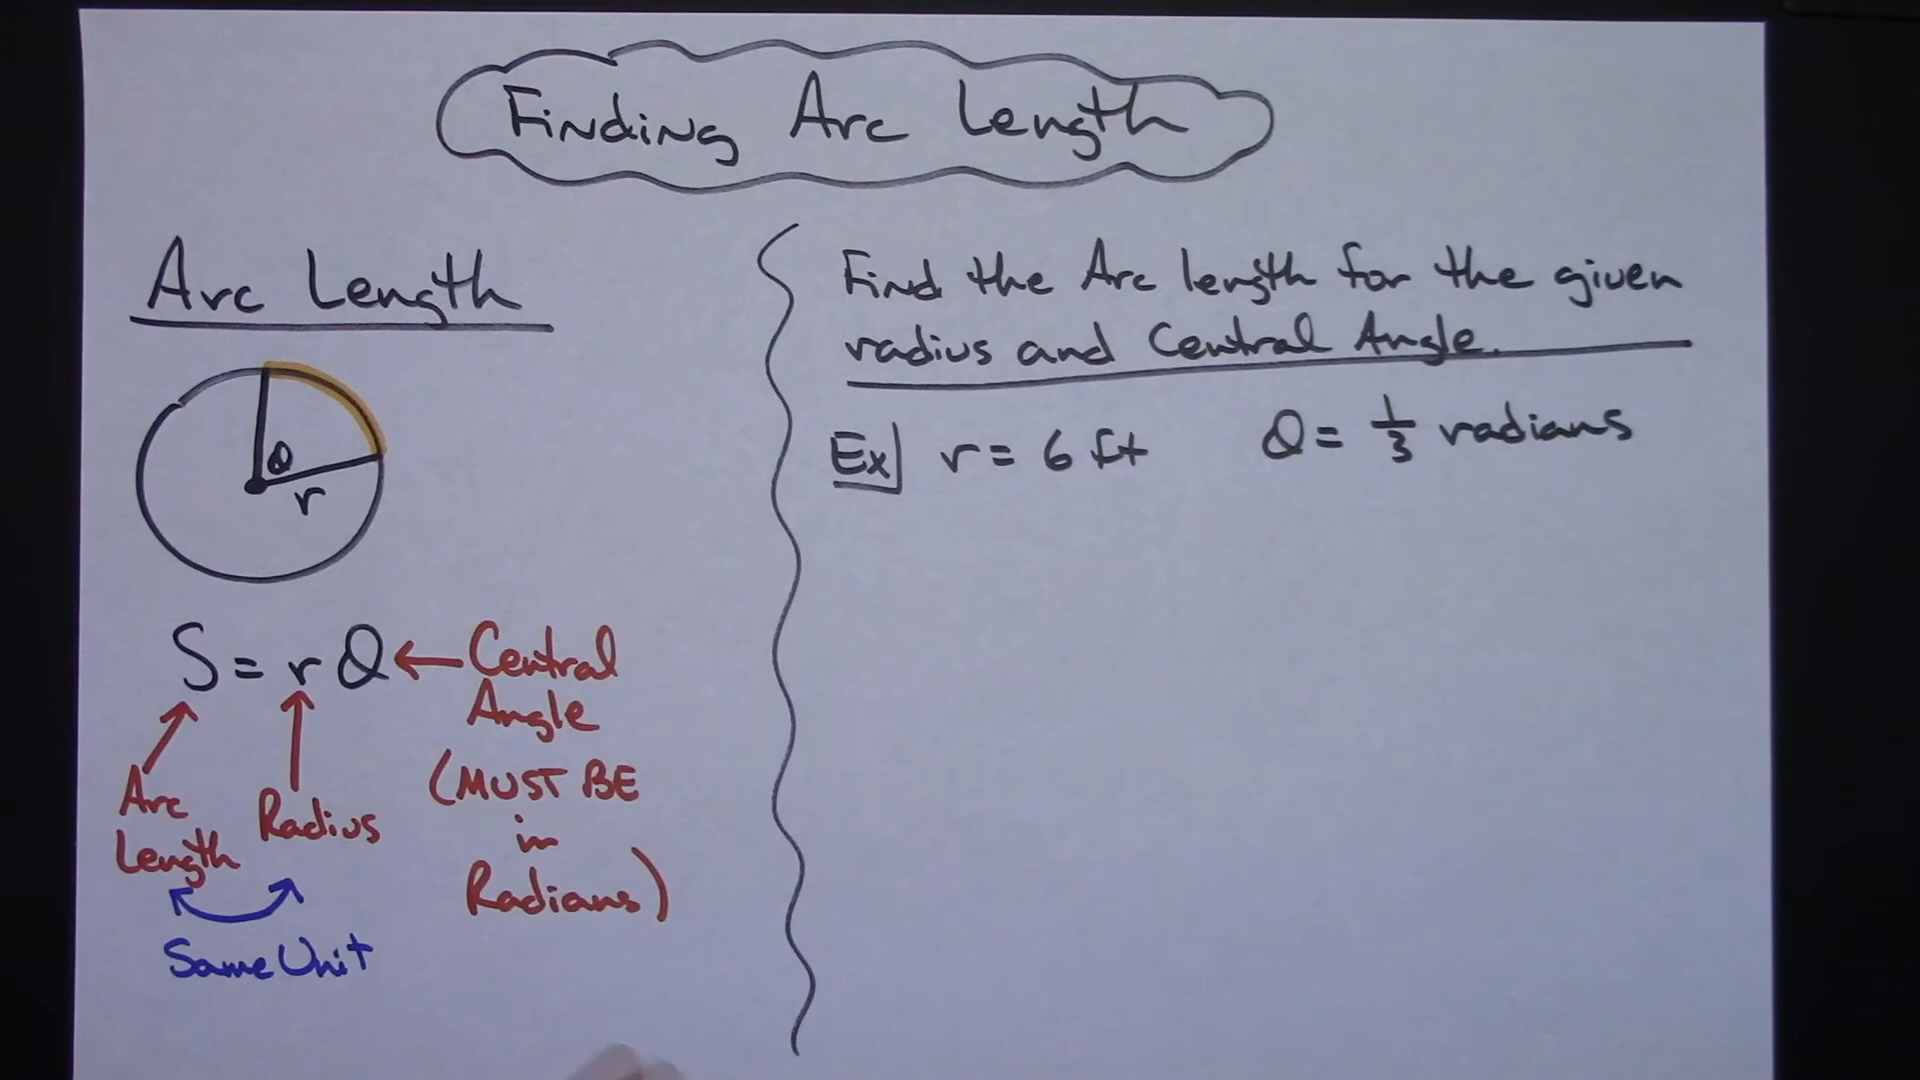 Finding Arc Length
Arc Length
θ
r
S = r θ ← Central
Angle
(MUST BE
in
Radians)
Arc
Length
Radius
Same Unit
Find the Arc length for the given
radius and Central Angle.
Ex r = 6 ft θ = 1/3 radians